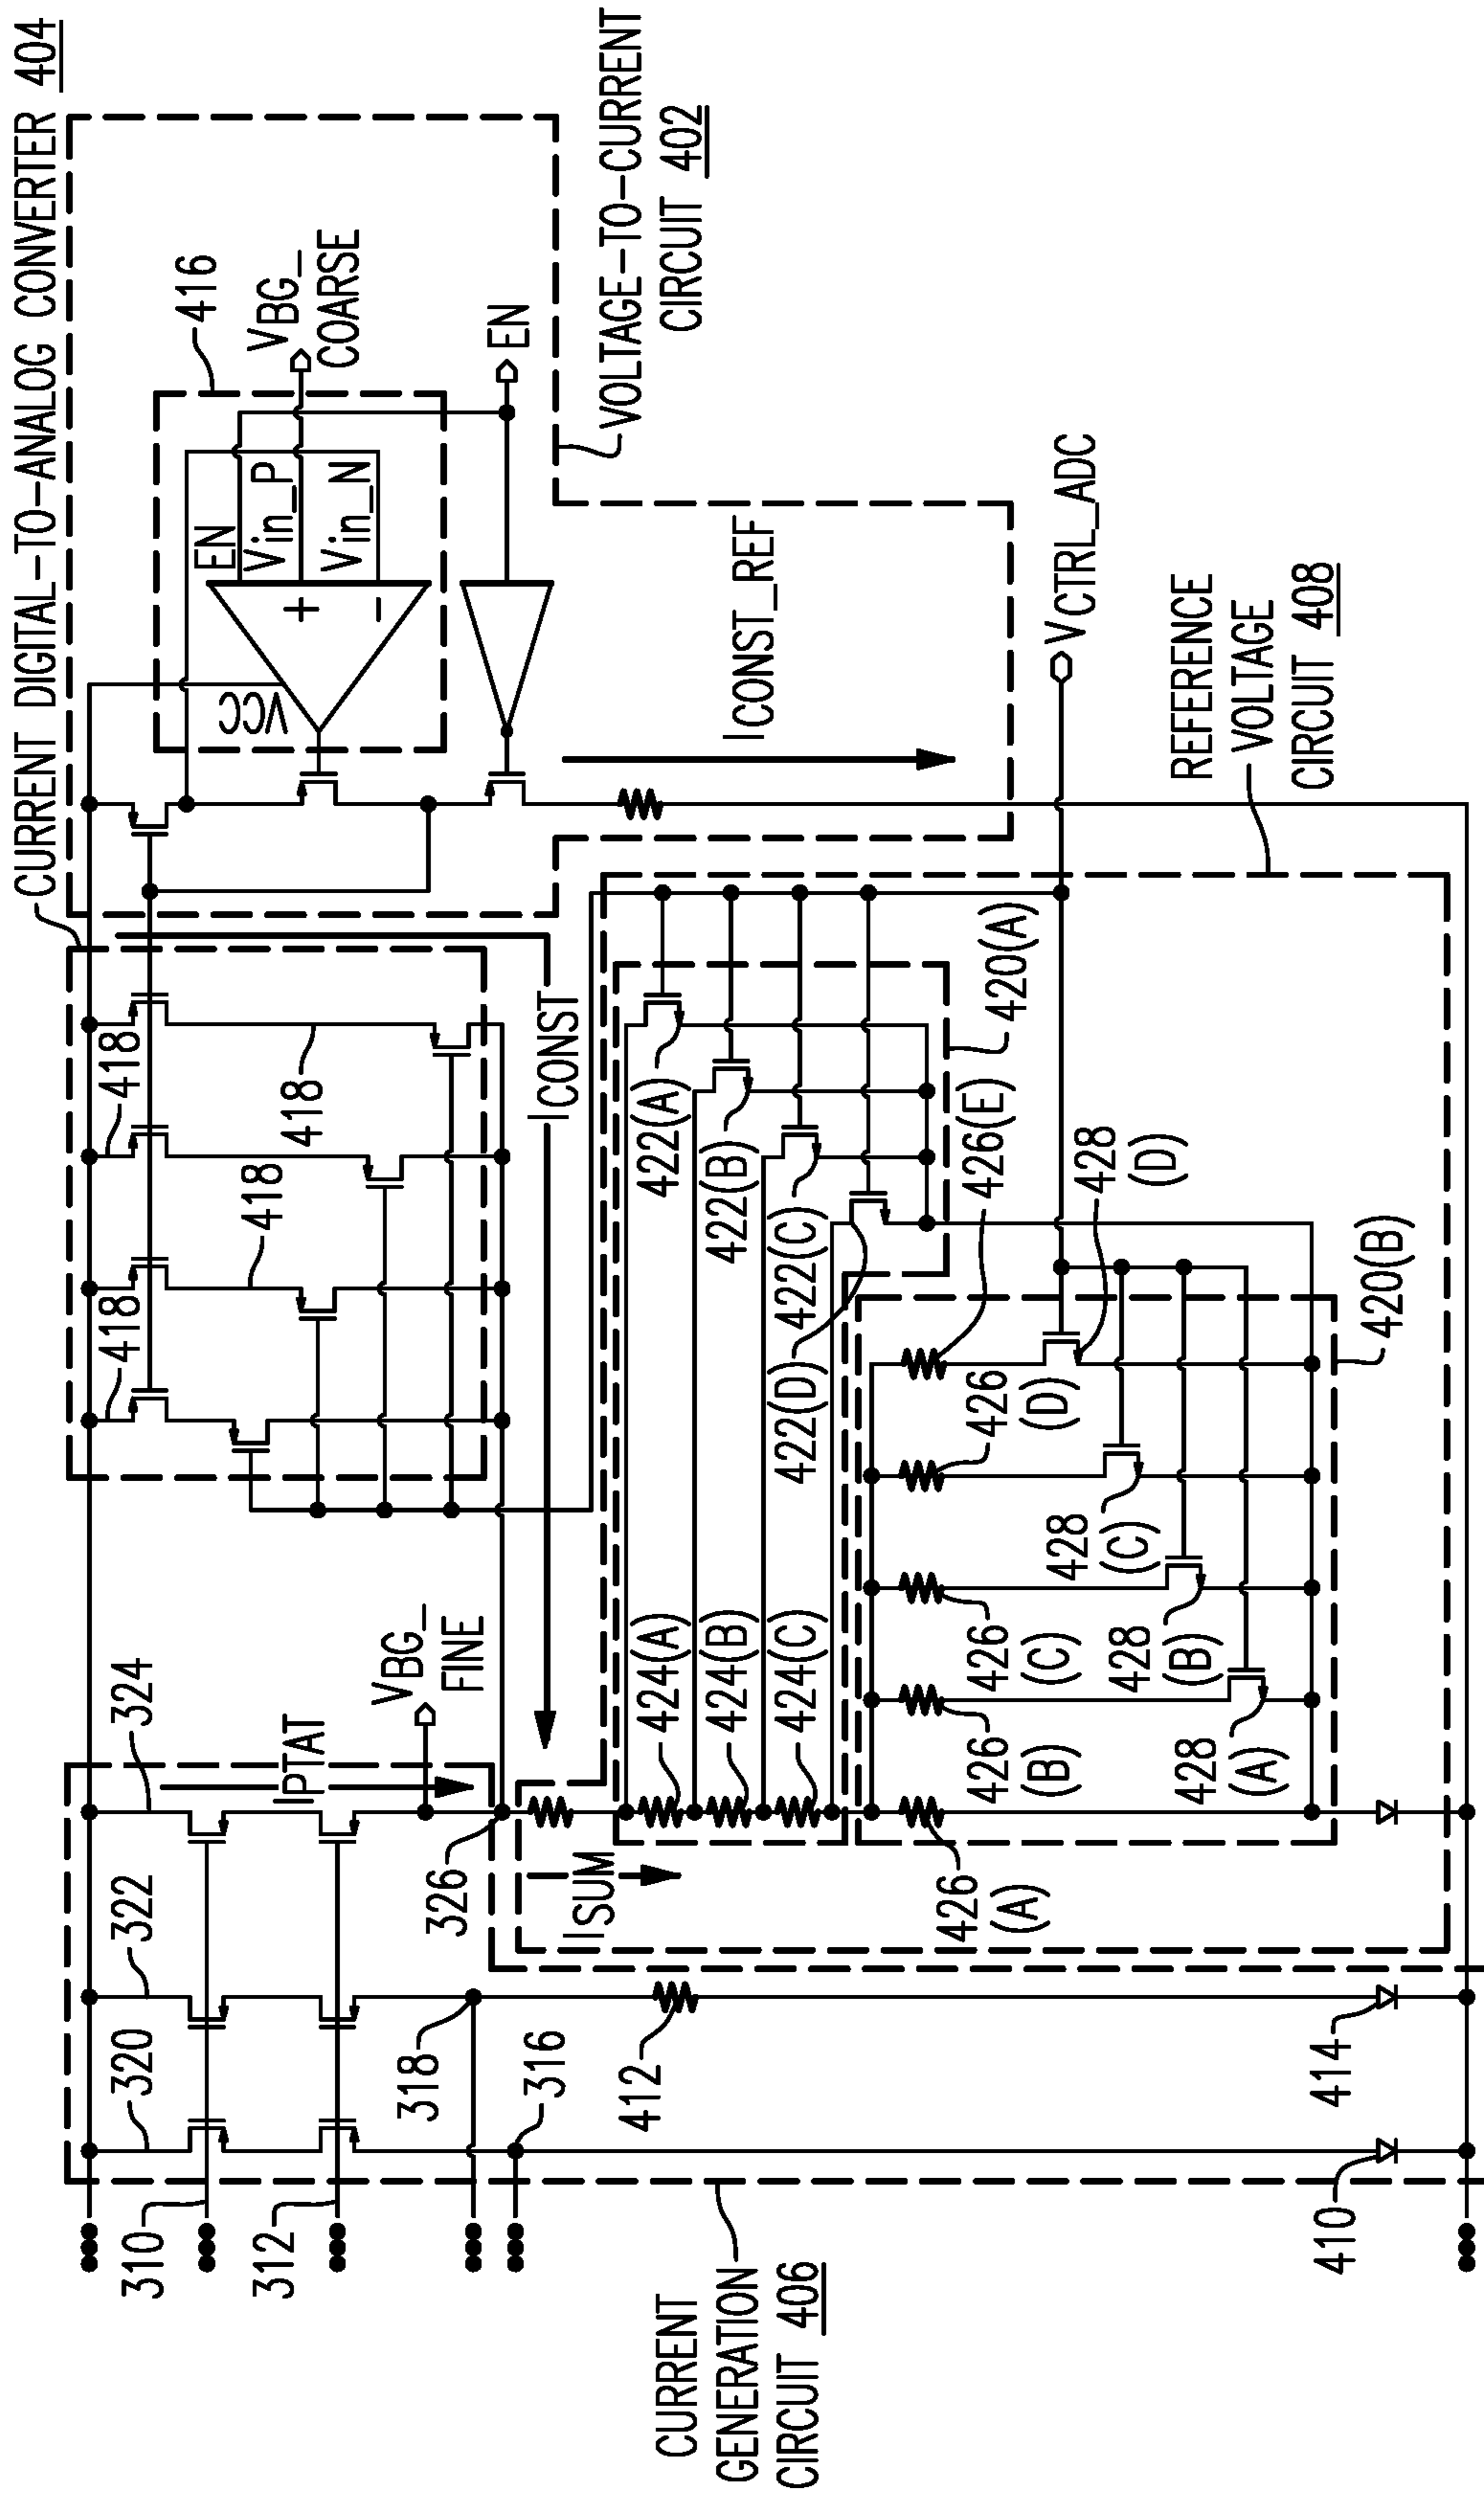 CURRENT DIGITAL-TO-ANALOG CONVERTER 404
324
322
320
310
312
IPTAT
VBG_
FINE
326
318
316
ISUM
412
414
410
CURRENT
GENERATION
CIRCUIT 406
418
418
418
418
ICONST
416
VBG_
COARSE
EN
EN
Vin_P
Vin_N
+
-
VCC
VOLTAGE-TO-CURRENT
CIRCUIT 402
ICONST_REF
VCTRL_ADC
REFERENCE
VOLTAGE
CIRCUIT 408
422(A)
422(B)
422(C)
422(D)
420(A)
424(A)
424(B)
424(C)
426(E)
426
(D)
426
(C)
426
(B)
426
(A)
428
(D)
428
(C)
428
(B)
428
(A)
420(B)